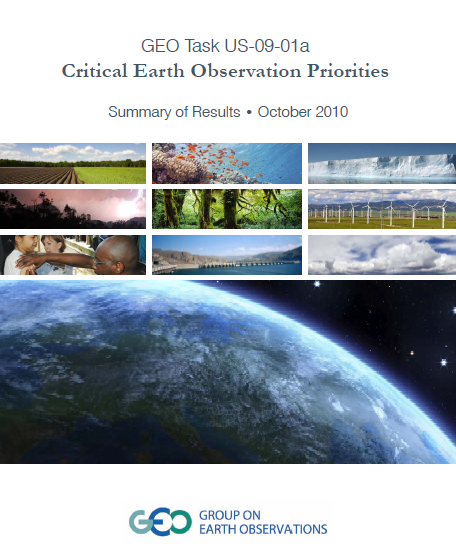 GEO Task US-09-01a
Critical Earth Observation Priorities
Summary of Results • October 2010
GEO
GROUP ON
EARTH OBSERVATIONS